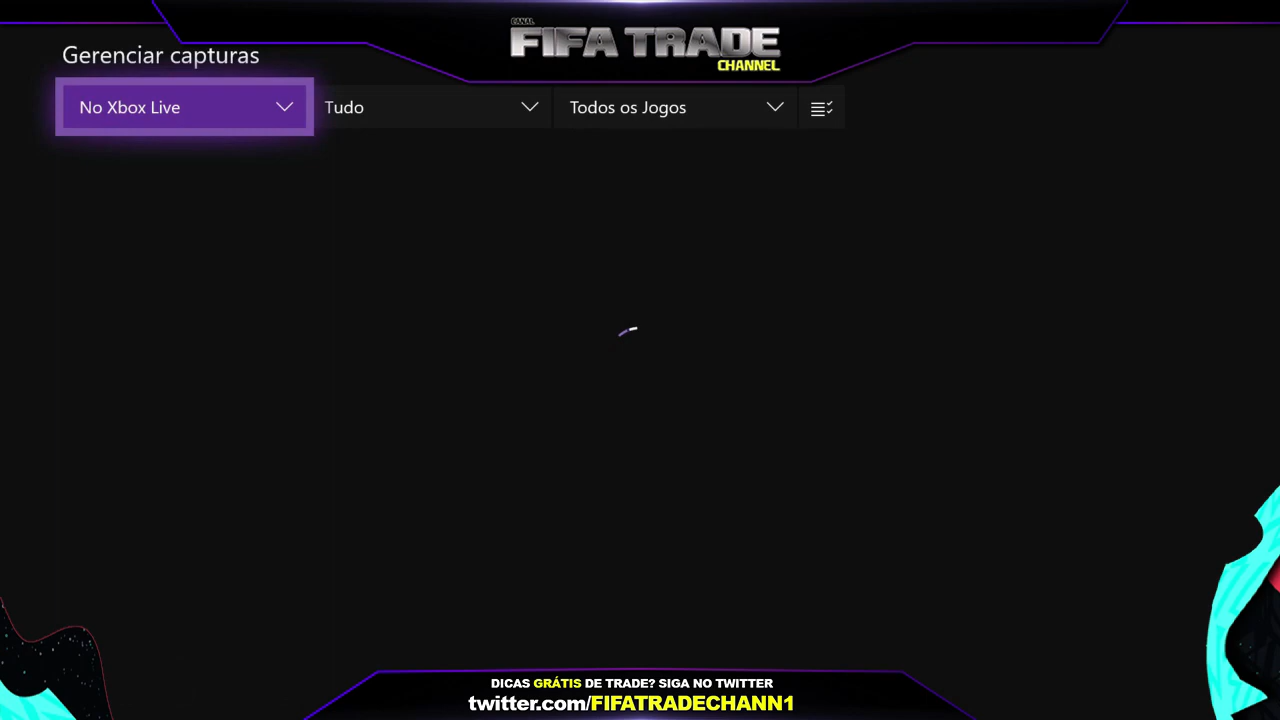 CANAL
FIFA TRADE
CHANNEL
Gerenciar capturas
No Xbox Live
Tudo
Todos os Jogos
DICAS GRÁTIS DE TRADE? SIGA NO TWITTER
twitter.com/FIFATRADECHANN1